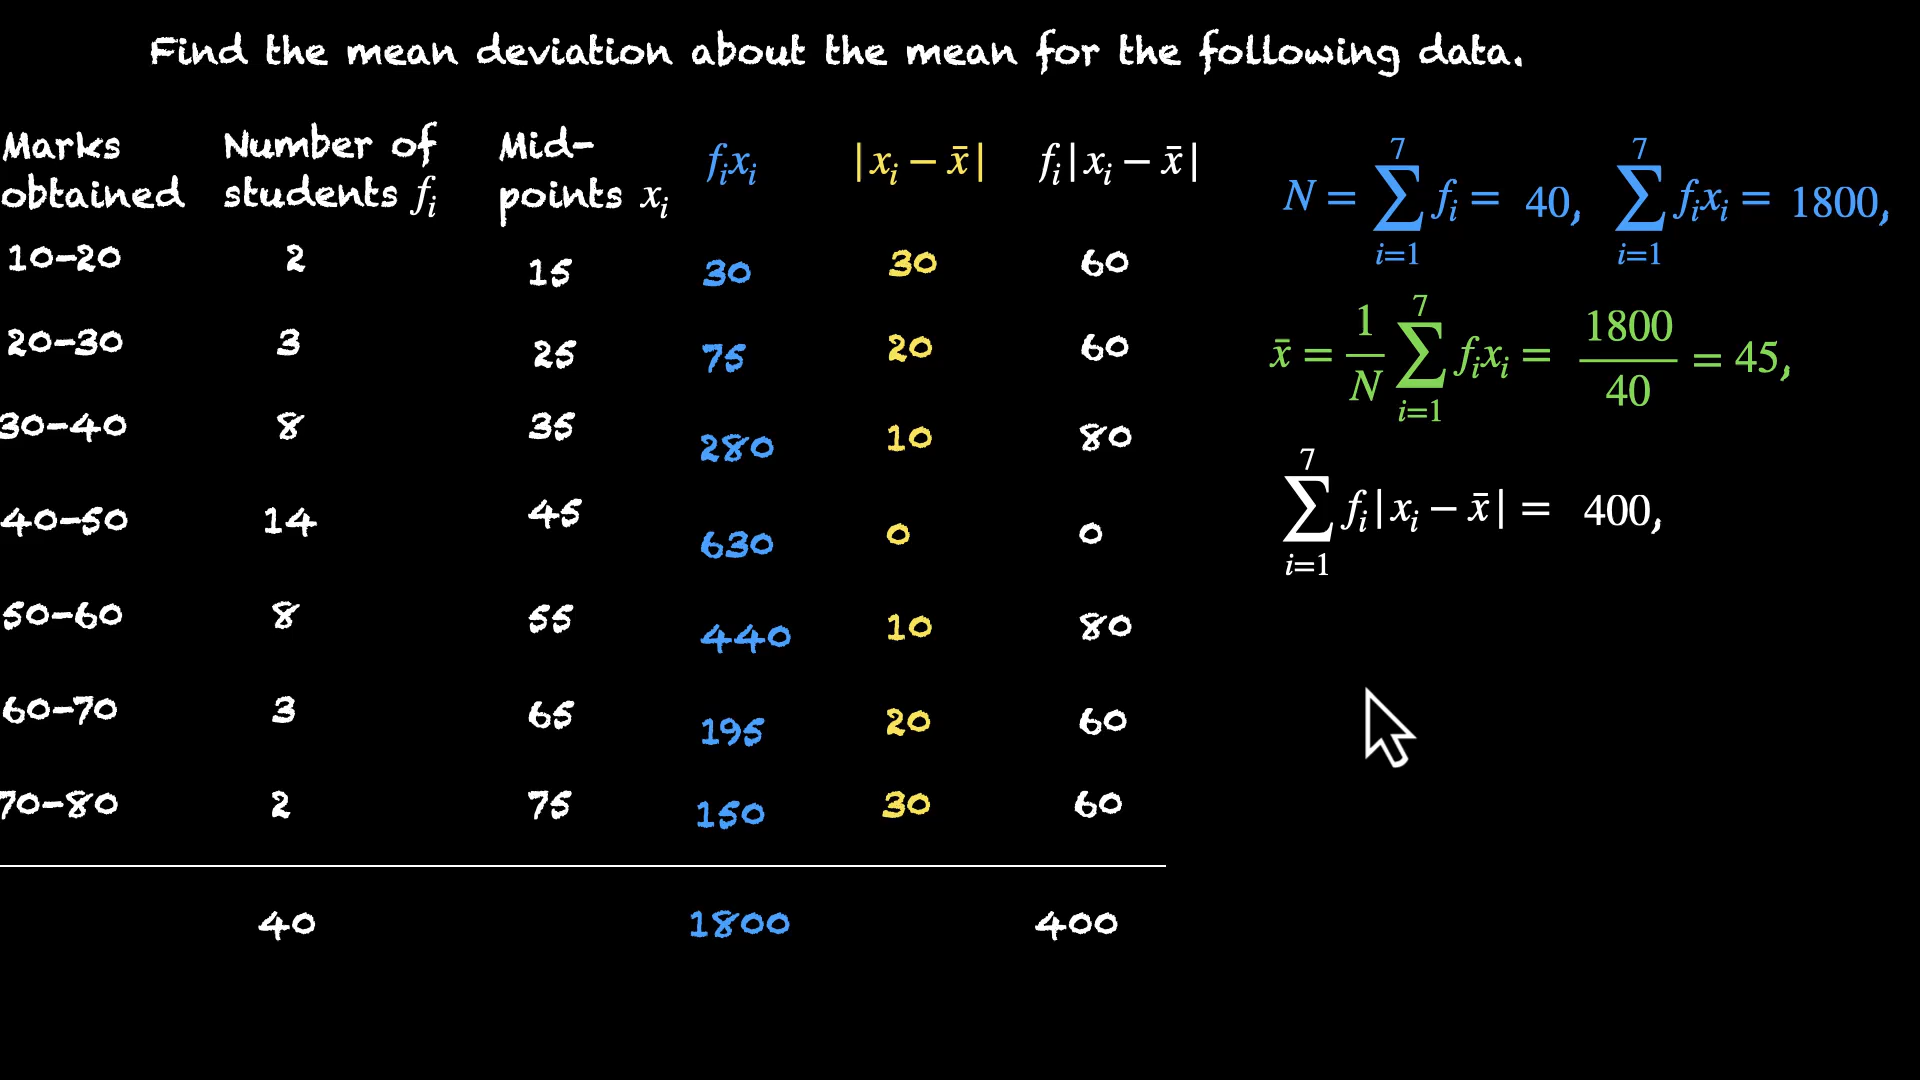 Find the mean deviation about the mean for the following data.
Marks obtained | Number of students fᵢ | Mid-points xᵢ | fᵢxᵢ | |xᵢ − x̄| | fᵢ|xᵢ − x̄|
10-20 2 15 30 30 60
20-30 3 25 75 20 60
30-40 8 35 280 10 80
40-50 14 45 630 0 0
50-60 8 55 440 10 80
60-70 3 65 195 20 60
70-80 2 75 150 30 60
40 1800 400
N = ∑_{i=1}^{7} fᵢ = 40, ∑_{i=1}^{7} fᵢxᵢ = 1800,
x̄ = 1/N ∑_{i=1}^{7} fᵢxᵢ = 1800/40 = 45,
∑_{i=1}^{7} fᵢ|xᵢ − x̄| = 400,